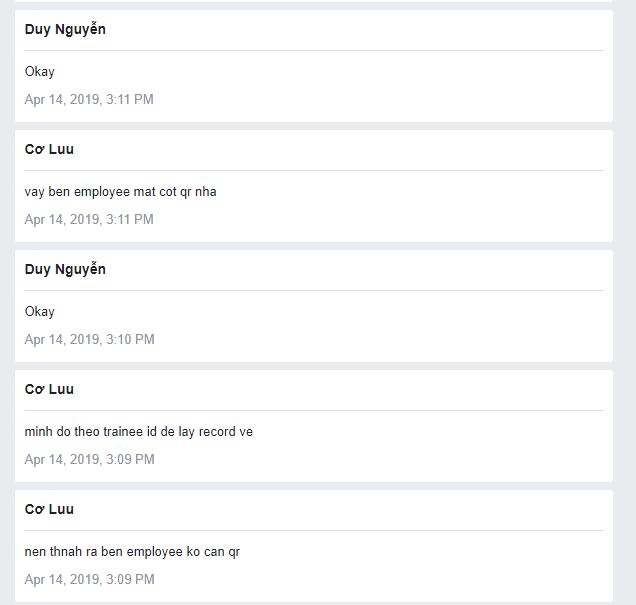 Duy Nguyễn
Okay
Apr 14, 2019, 3:11 PM
Cơ Luu
vay ben employee mat cot qr nha
Apr 14, 2019, 3:11 PM
Duy Nguyễn
Okay
Apr 14, 2019, 3:10 PM
Cơ Luu
minh do theo trainee id de lay record ve
Apr 14, 2019, 3:09 PM
Cơ Luu
nen thnah ra ben employee ko can qr
Apr 14, 2019, 3:09 PM